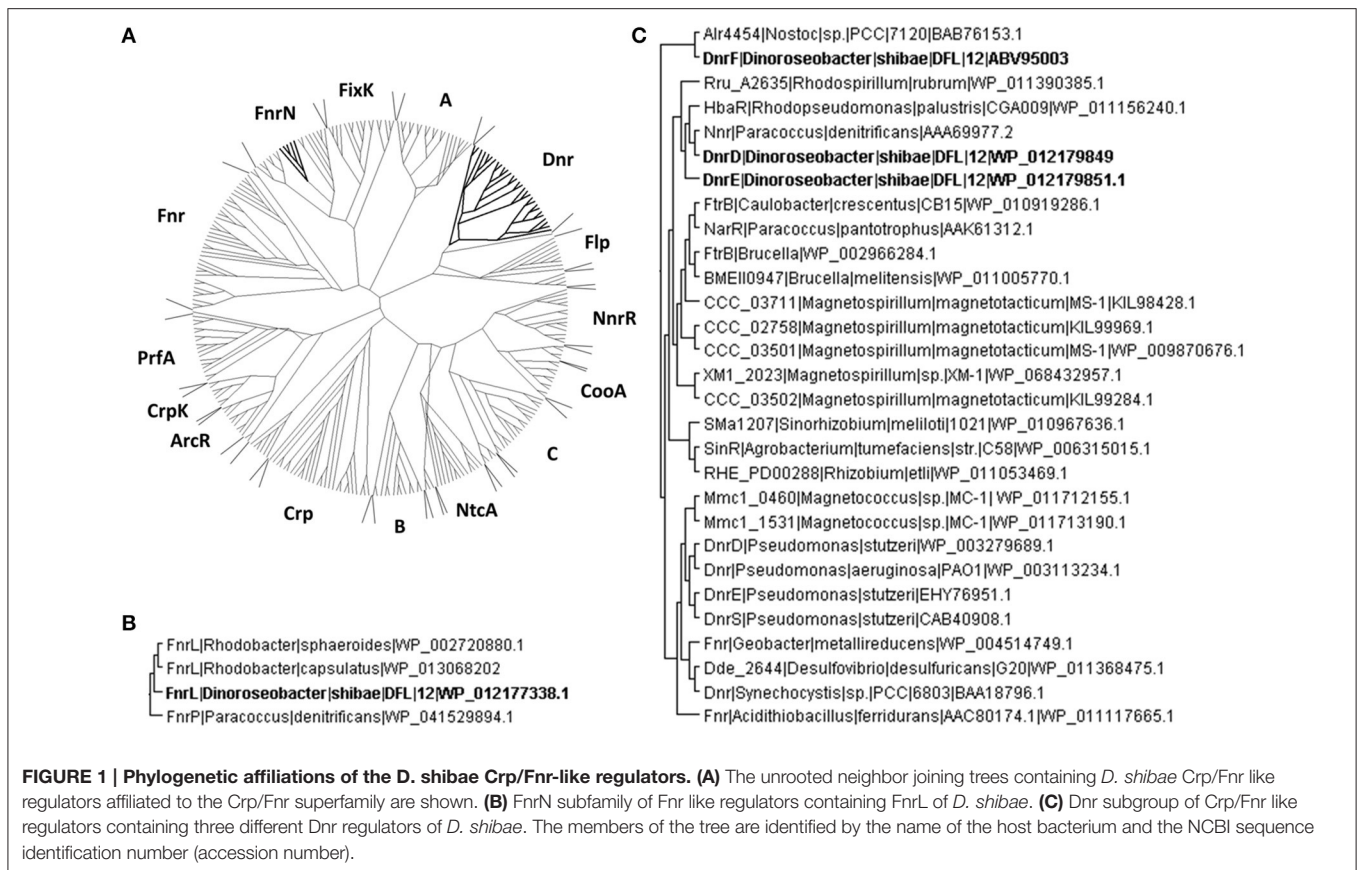 A
FixK
A
FnrN
Dnr
Fnr
Flp
NnrR
PrfA
CooA
CrpK
ArcR
C
Crp
B
NtcA
B
FnrL|Rhodobacter|sphaeroides|WP_002720880.1
FnrL|Rhodobacter|capsulatus|WP_013068202
FnrL|Dinoroseobacter|shibae|DFL|12|WP_012177338.1
FnrP|Paracoccus|denitrificans|WP_041529894.1
C
Alr4454|Nostoc|sp.|PCC|7120|BAB76153.1
DnrF|Dinoroseobacter|shibae|DFL|12|ABV95003
Rru_A2635|Rhodospirillum|rubrum|WP_011390385.1
HbaR|Rhodopseudomonas|palustris|CGA009|WP_011156240.1
Nnr|Paracoccus|denitrificans|AAA69977.2
DnrD|Dinoroseobacter|shibae|DFL|12|WP_012179849
DnrE|Dinoroseobacter|shibae|DFL|12|WP_012179851.1
FtrB|Caulobacter|crescentus|CB15|WP_010919286.1
NarR|Paracoccus|pantotrophus|AAK61312.1
FtrB|Brucella|WP_002966284.1
BMEII0947|Brucella|melitensis|WP_011005770.1
CCC_03711|Magnetospirillum|magnetotacticum|MS-1|KIL98428.1
CCC_02758|Magnetospirillum|magnetotacticum|KIL99969.1
CCC_03501|Magnetospirillum|magnetotacticum|MS-1|WP_009870676.1
XM1_2023|Magnetospirillum|sp.|XM-1|WP_068432957.1
CCC_03502|Magnetospirillum|magnetotacticum|KIL99284.1
SMa1207|Sinorhizobium|meliloti|1021|WP_010967636.1
SinR|Agrobacterium|tumefaciens|str.|C58|WP_006315015.1
RHE_PD00288|Rhizobium|etli|WP_011053469.1
Mmc1_0460|Magnetococcus|sp.|MC-1| WP_011712155.1
Mmc1_1531|Magnetococcus|sp.|MC-1|WP_011713190.1
DnrD|Pseudomonas|stutzeri|WP_003279689.1
Dnr|Pseudomonas|aeruginosa|PAO1|WP_003113234.1
DnrE|Pseudomonas|stutzeri|EHY76951.1
DnrS|Pseudomonas|stutzeri|CAB40908.1
Fnr|Geobacter|metallireducens|WP_004514749.1
Dde_2644|Desulfovibrio|desulfuricans|G20|WP_011368475.1
Dnr|Synechocystis|sp.|PCC|6803|BAA18796.1
Fnr|Acidithiobacillus|ferridurans|AAC80174.1|WP_011117665.1
FIGURE 1 | Phylogenetic affiliations of the D. shibae Crp/Fnr-like regulators. (A) The unrooted neighbor joining trees containing D. shibae Crp/Fnr like
regulators affiliated to the Crp/Fnr superfamily are shown. (B) FnrN subfamily of Fnr like regulators containing FnrL of D. shibae. (C) Dnr subgroup of Crp/Fnr like
regulators containing three different Dnr regulators of D. shibae. The members of the tree are identified by the name of the host bacterium and the NCBI sequence
identification number (accession number).